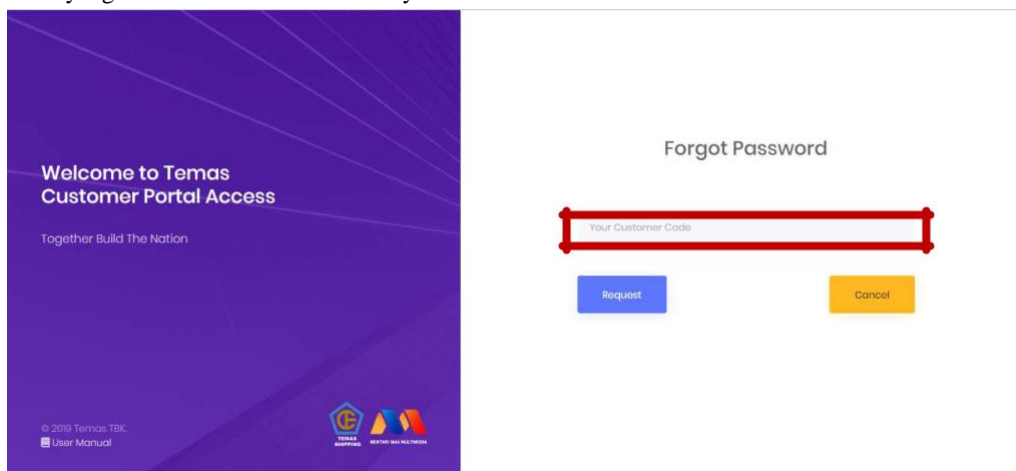 Welcome to Temas
Customer Portal Access
Together Build The Nation
© 2019 Temas TBK.
User Manual
TEMAS
SHIPPING
MENTARI MAS MULTIMODA
Forgot Password
Your Customer Code
Request
Cancel